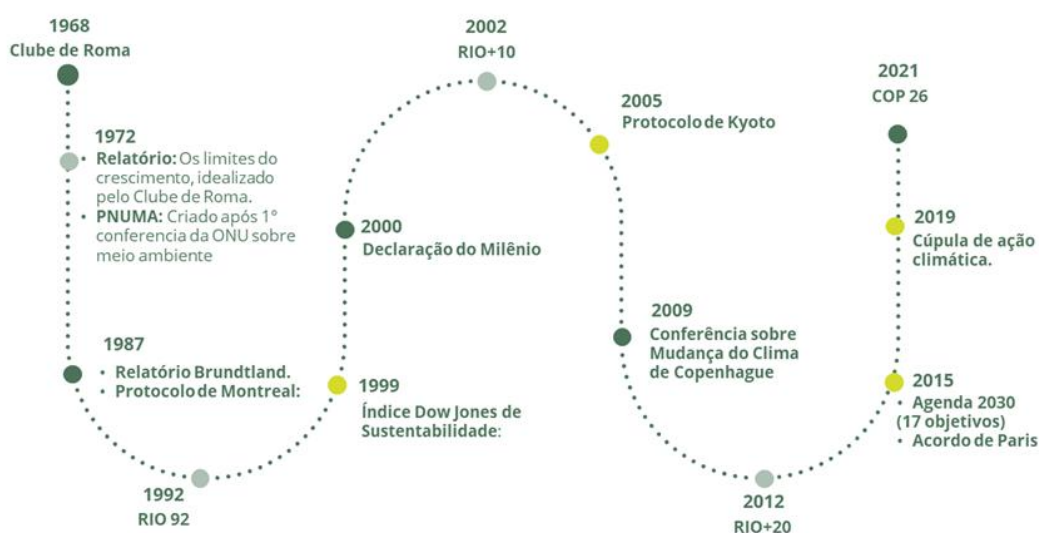 1968
Clube de Roma
1972
• Relatório: Os limites do
crescimento, idealizado
pelo Clube de Roma.
• PNUMA: Criado após 1°
conferencia da ONU sobre
meio ambiente
1987
• Relatório Brundtland.
• Protocolo de Montreal:
1992
RIO 92
1999
Índice Dow Jones de
Sustentabilidade:
2000
Declaração do Milênio
2002
RIO+10
2005
Protocolo de Kyoto
2009
Conferência sobre
Mudança do Clima
de Copenhague
2012
RIO+20
2015
• Agenda 2030
(17 objetivos)
• Acordo de Paris
2019
Cúpula de ação
climática.
2021
COP 26